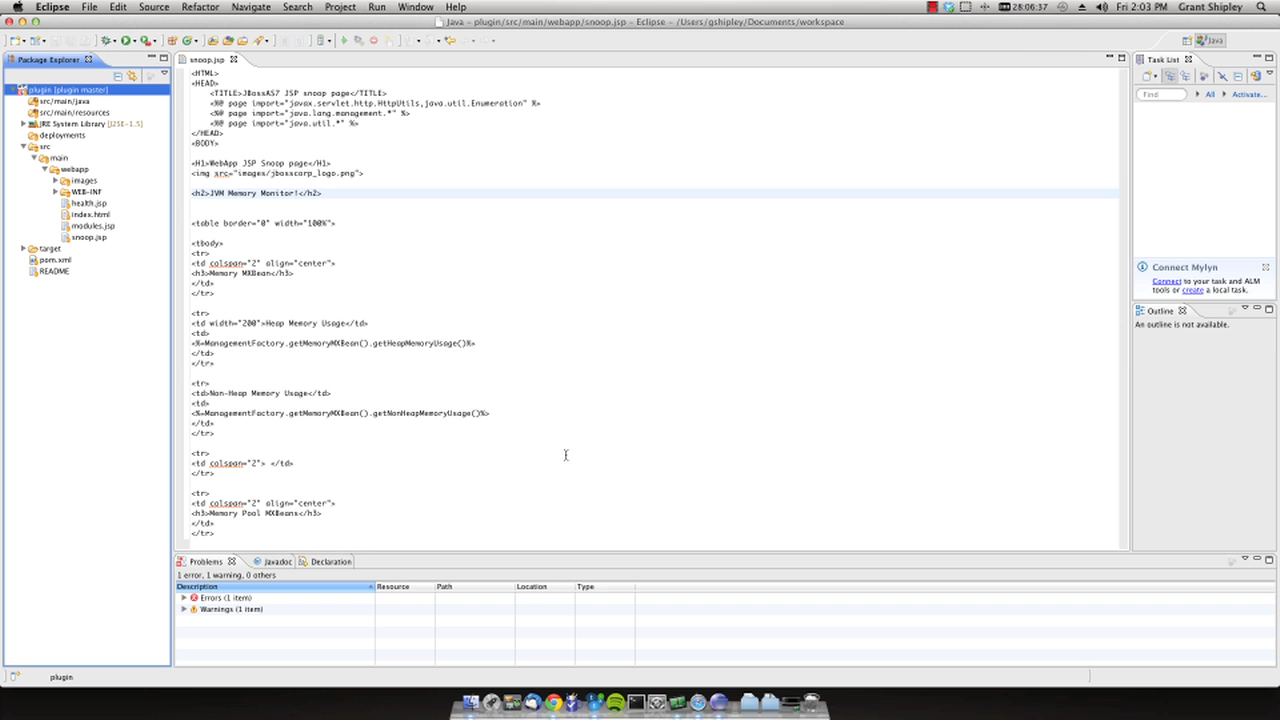 Eclipse File Edit Source Refactor Navigate Search Project Run Window Help 28:06:37 Fri 2:03 PM Grant Shipley
Java – plugin/src/main/webapp/snoop.jsp – Eclipse – /Users/gshipley/Documents/workspace
Java
Package Explorer
plugin [plugin master]
src/main/java
src/main/resources
JRE System Library [J2SE-1.5]
deployments
src
main
webapp
images
WEB-INF
health.jsp
index.html
modules.jsp
snoop.jsp
target
pom.xml
README
snoop.jsp
<HTML>
<HEAD>
<TITLE>JBossAS7 JSP snoop page</TITLE>
<%@ page import="javax.servlet.http.HttpUtils,java.util.Enumeration" %>
<%@ page import="java.lang.management.*" %>
<%@ page import="java.util.*" %>
</HEAD>
<BODY>
<H1>WebApp JSP Snoop page</H1>
<img src="images/jbosscorp_logo.png">
<h2>JVM Memory Monitor!</h2>
<table border="0" width="100%">
<tbody>
<tr>
<td colspan="2" align="center">
<h3>Memory MXBean</h3>
</td>
</tr>
<tr>
<td width="200">Heap Memory Usage</td>
<td>
<%=ManagementFactory.getMemoryMXBean().getHeapMemoryUsage()%>
</td>
</tr>
<tr>
<td>Non-Heap Memory Usage</td>
<td>
<%=ManagementFactory.getMemoryMXBean().getNonHeapMemoryUsage()%>
</td>
</tr>
<tr>
<td colspan="2"> </td>
</tr>
<tr>
<td colspan="2" align="center">
<h3>Memory Pool MXBeans</h3>
</td>
</tr>
Task List
Find All Activate...
Connect Mylyn
Connect to your task and ALM
tools or create a local task.
Outline
An outline is not available.
Problems Javadoc Declaration
1 error, 1 warning, 0 others
Description Resource Path Location Type
Errors (1 item)
Warnings (1 item)
plugin